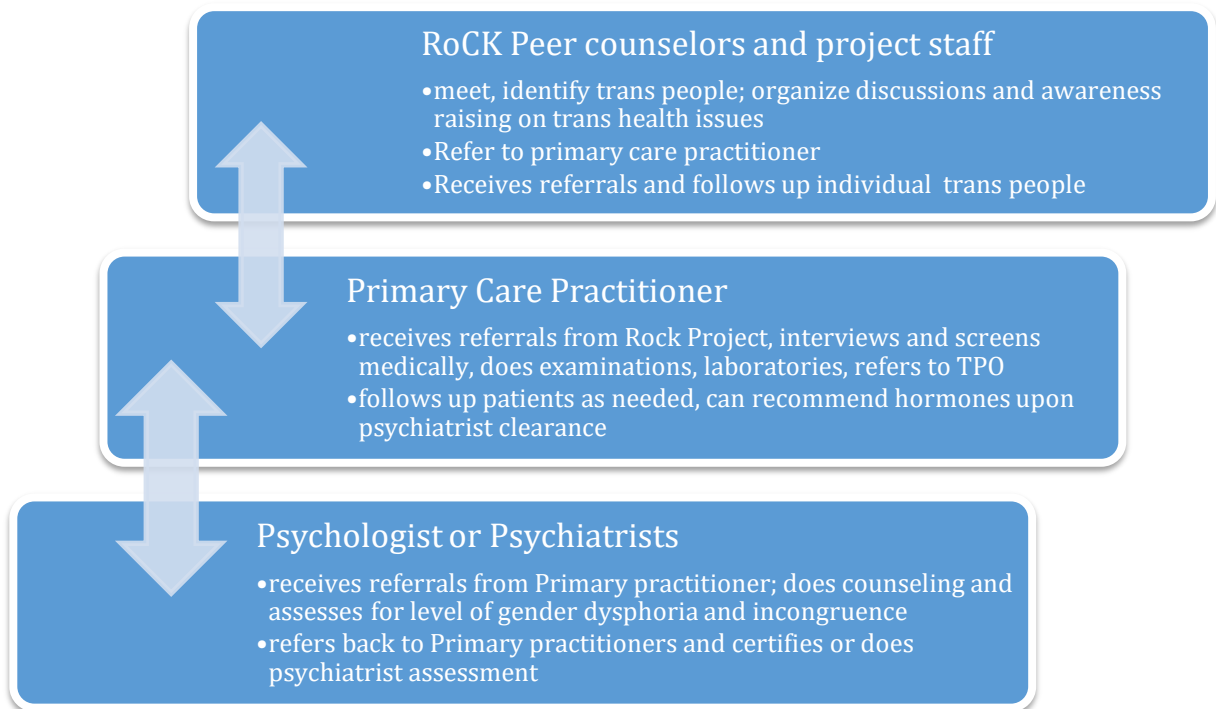 RoCK Peer counselors and project staff
•meet, identify trans people; organize discussions and awareness
raising on trans health issues
•Refer to primary care practitioner
•Receives referrals and follows up individual trans people
Primary Care Practitioner
•receives referrals from Rock Project, interviews and screens
medically, does examinations, laboratories, refers to TPO
•follows up patients as needed, can recommend hormones upon
psychiatrist clearance
Psychologist or Psychiatrists
•receives referrals from Primary practitioner; does counseling and
assesses for level of gender dysphoria and incongruence
•refers back to Primary practitioners and certifies or does
psychiatrist assessment